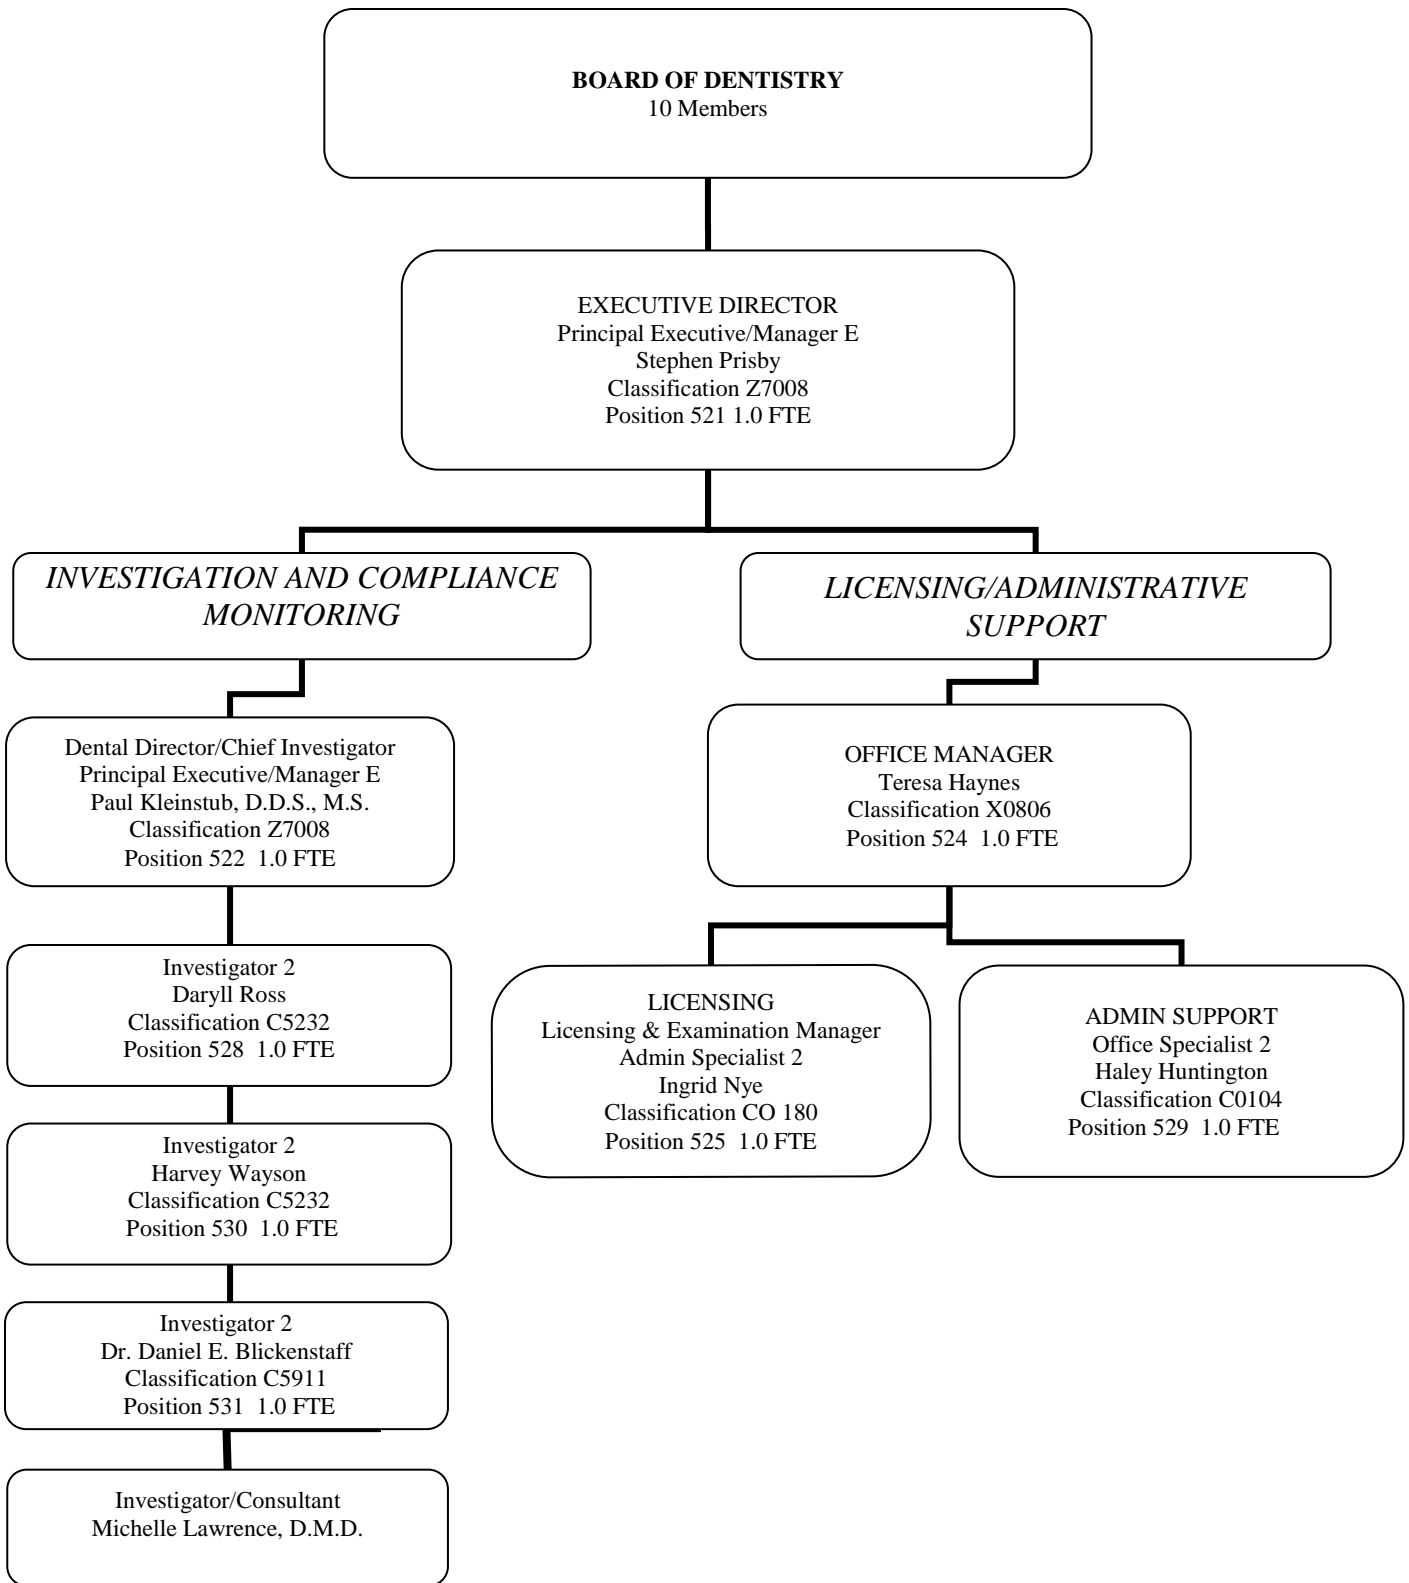 BOARD OF DENTISTRY
10 Members
EXECUTIVE DIRECTOR
Principal Executive/Manager E
Stephen Prisby
Classification Z7008
Position 521 1.0 FTE
INVESTIGATION AND COMPLIANCE
MONITORING
LICENSING/ADMINISTRATIVE
SUPPORT
Dental Director/Chief Investigator
Principal Executive/Manager E
Paul Kleinstub, D.D.S., M.S.
Classification Z7008
Position 522 1.0 FTE
Investigator 2
Daryll Ross
Classification C5232
Position 528 1.0 FTE
Investigator 2
Harvey Wayson
Classification C5232
Position 530 1.0 FTE
Investigator 2
Dr. Daniel E. Blickenstaff
Classification C5911
Position 531 1.0 FTE
Investigator/Consultant
Michelle Lawrence, D.M.D.
OFFICE MANAGER
Teresa Haynes
Classification X0806
Position 524 1.0 FTE
LICENSING
Licensing & Examination Manager
Admin Specialist 2
Ingrid Nye
Classification CO 180
Position 525 1.0 FTE
ADMIN SUPPORT
Office Specialist 2
Haley Huntington
Classification C0104
Position 529 1.0 FTE